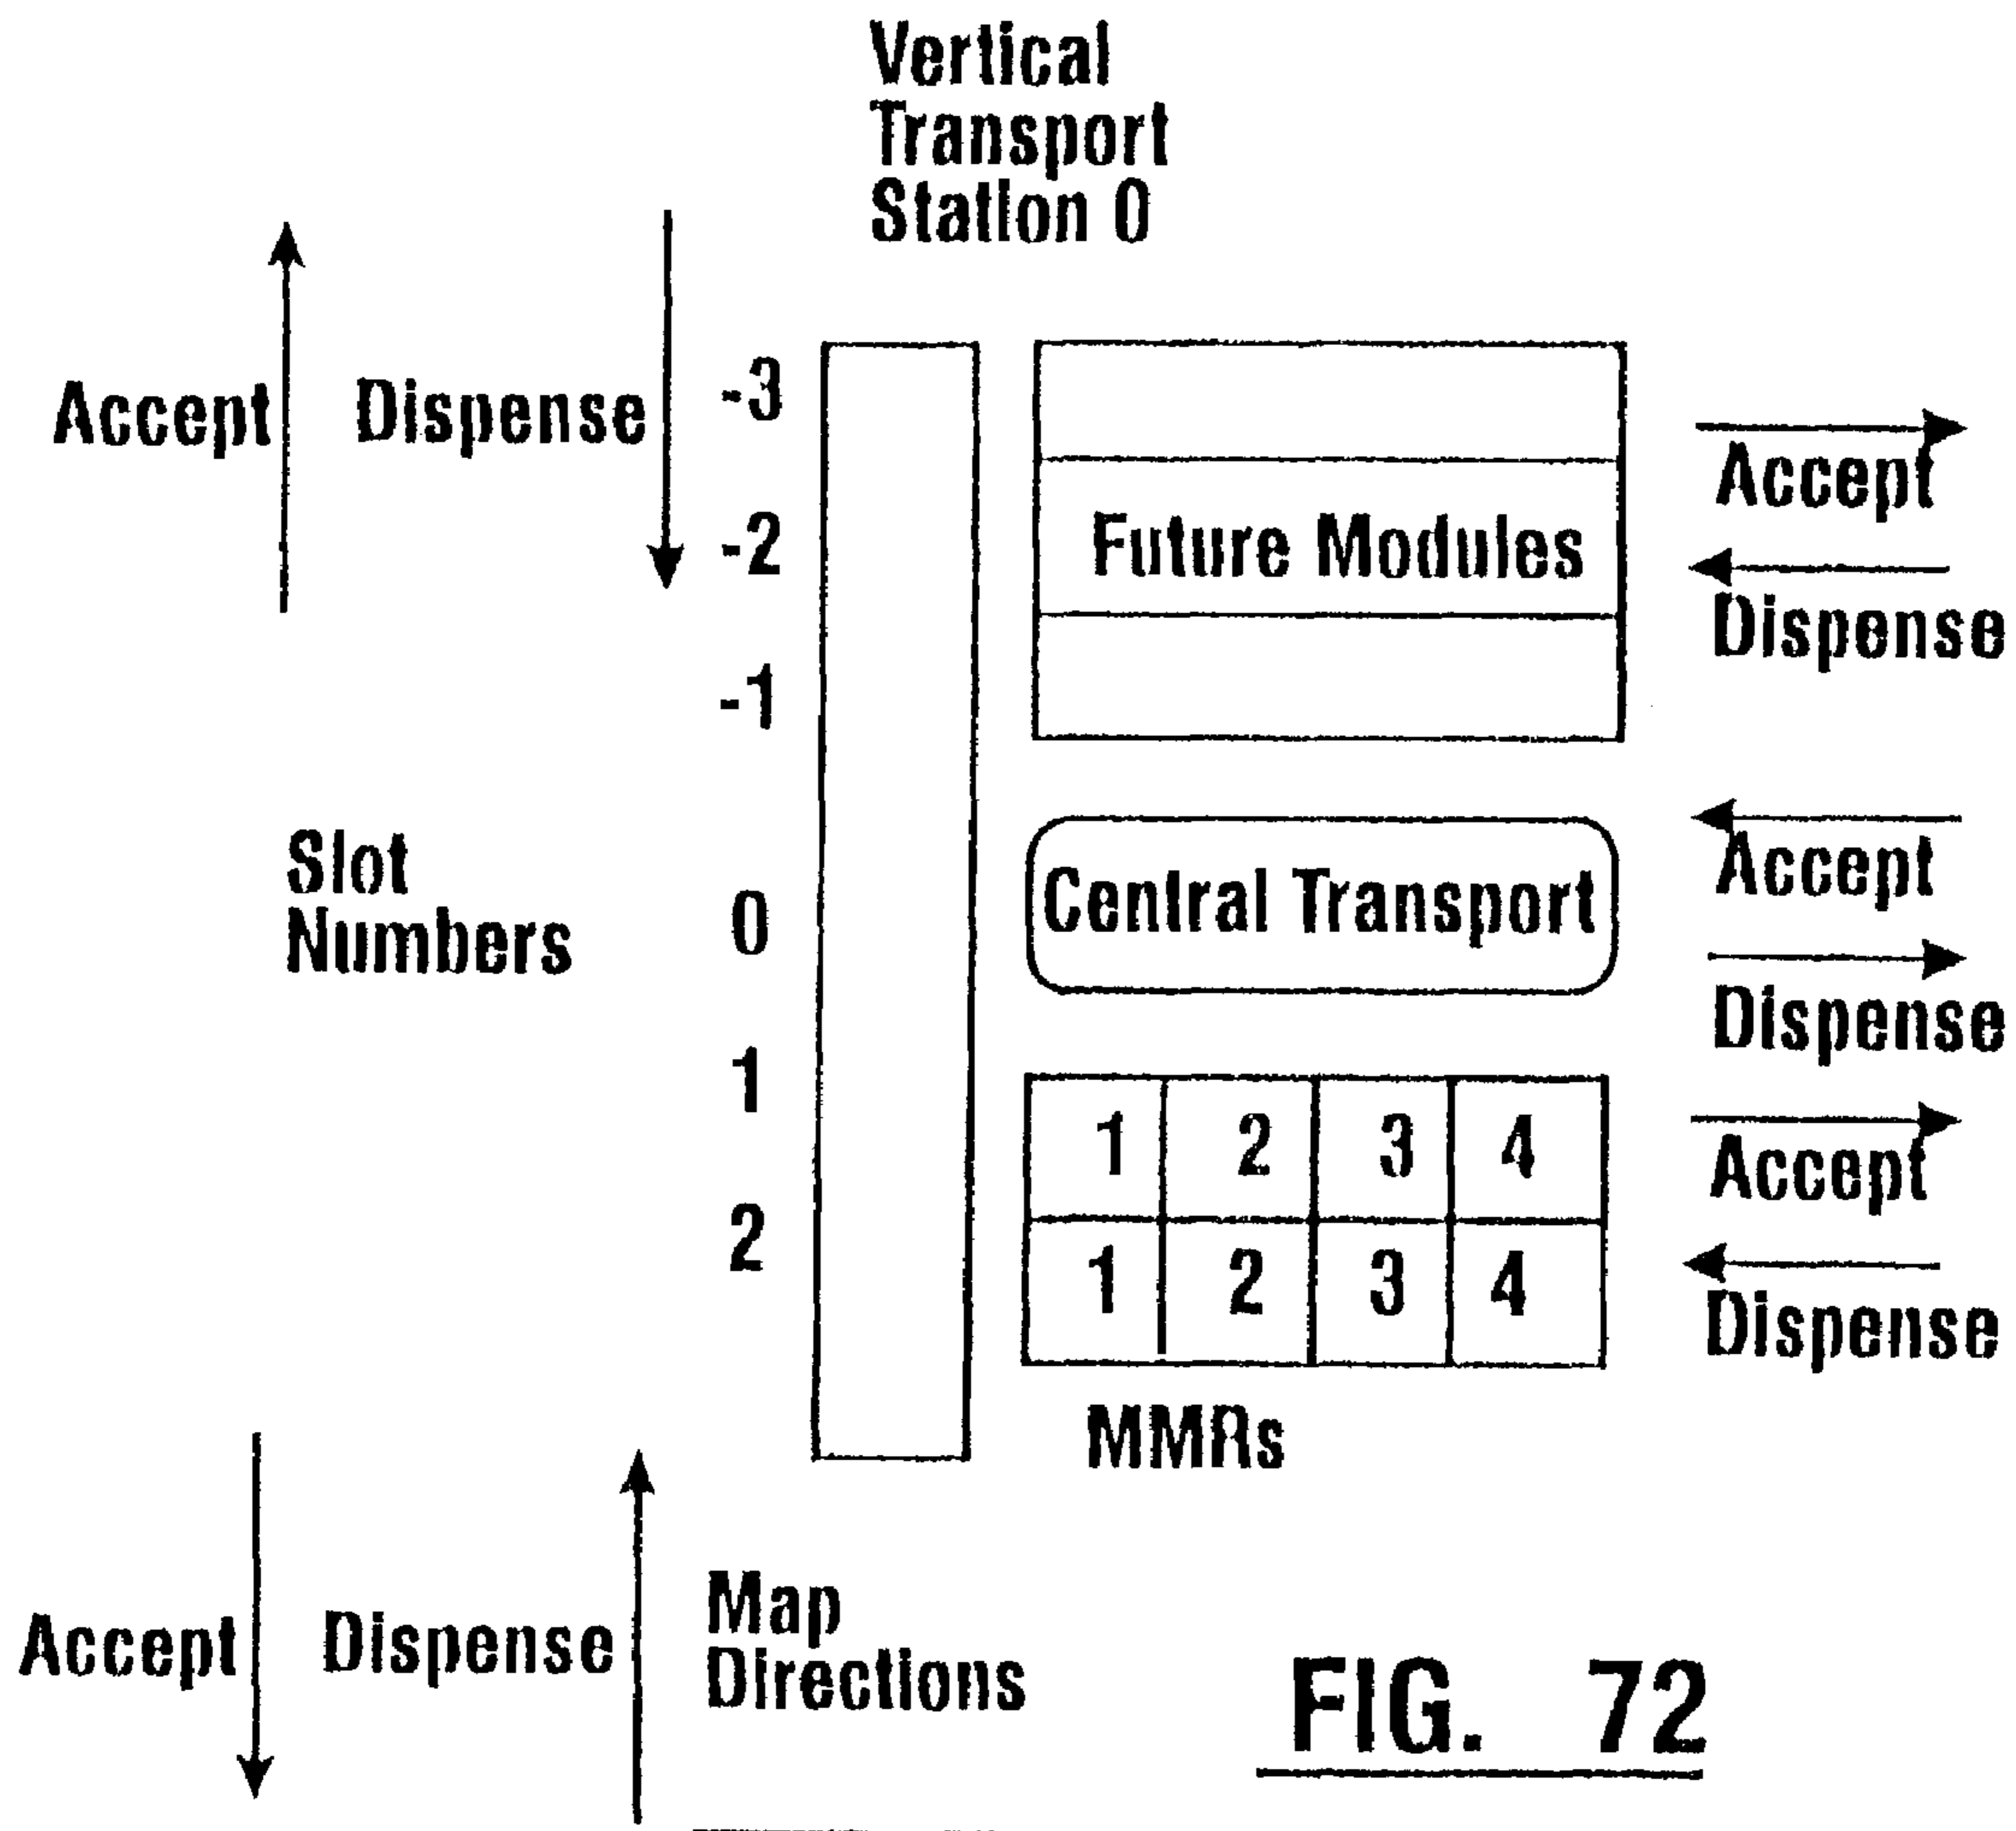 Vertical
Transport
Station 0
Accept
Dispense
-3
-2
-1
Future Modules
Accept
Dispense
Slot
Numbers
0
1
2
Central Transport
Accept
Dispense
1 2 3 4
1 2 3 4
Accept
Dispense
MMRs
Accept
Dispense
Map
Directions
FIG. 72